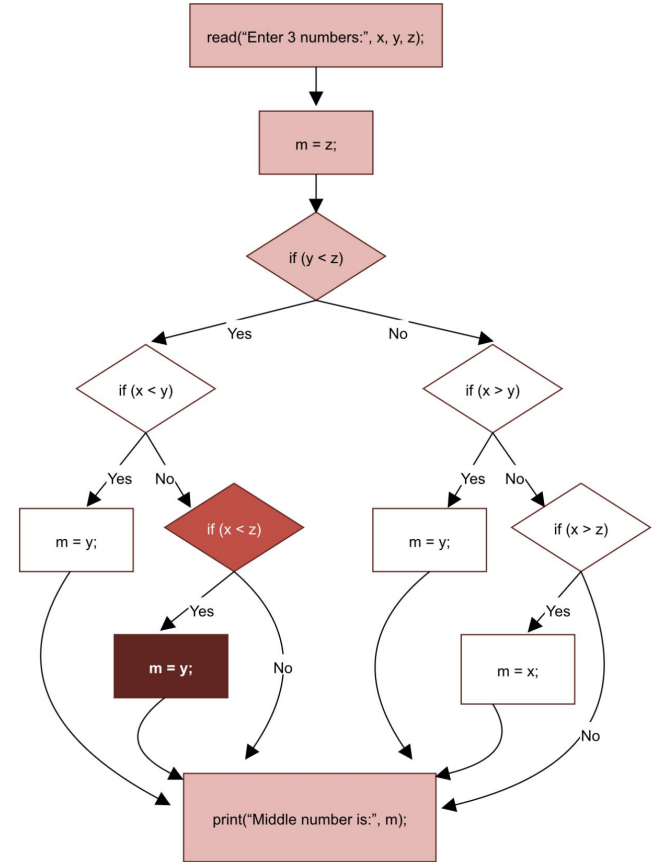 read(“Enter 3 numbers:”, x, y, z);
m = z;
if (y < z)
Yes
No
if (x < y)
if (x > y)
Yes
No
Yes
No
m = y;
if (x < z)
m = y;
if (x > z)
Yes
Yes
m = y;
No
m = x;
No
print(“Middle number is:”, m);